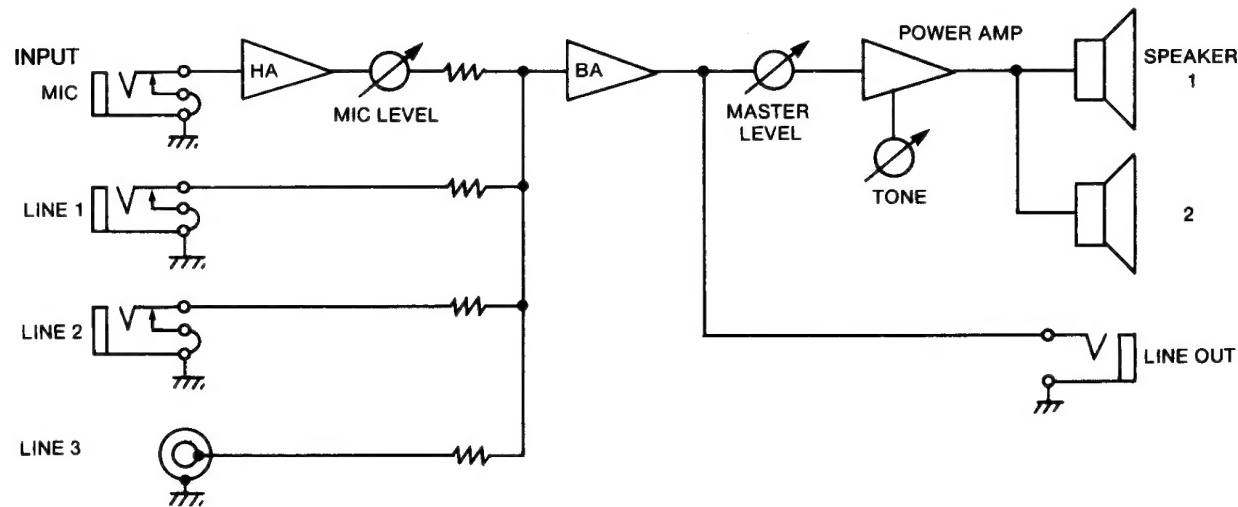 INPUT
MIC
HA
MIC LEVEL
BA
MASTER
LEVEL
POWER AMP
TONE
SPEAKER
1
2
LINE 1
LINE 2
LINE OUT
LINE 3